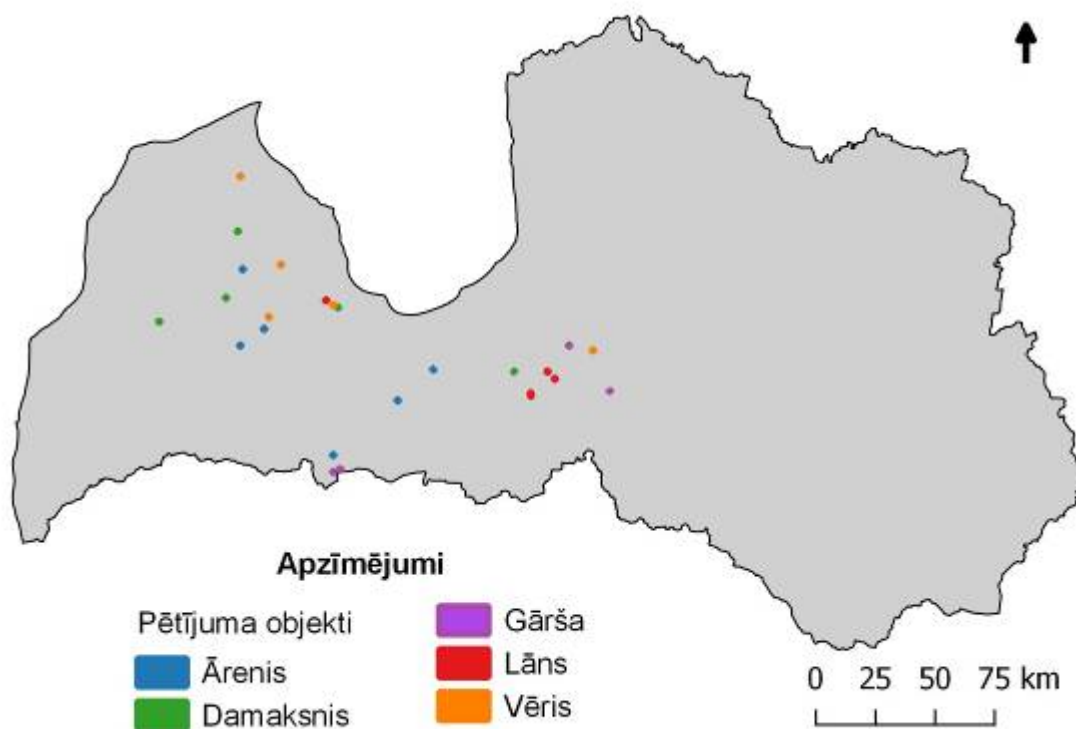 Apzīmējumi
Pētījuma objekti
Ārenis
Damaksnis
Gārša
Lāns
Vēris
0 25 50 75 km